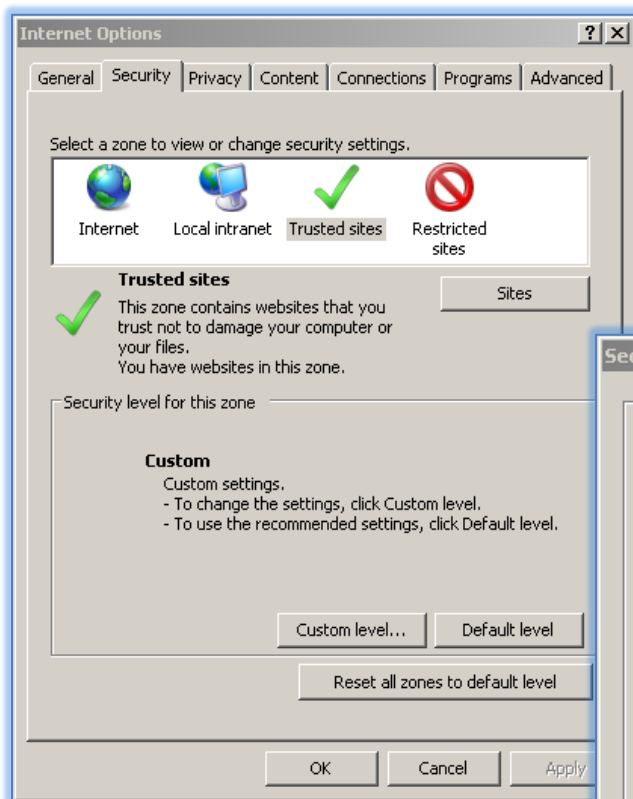 Internet Options
General Security Privacy Content Connections Programs Advanced
Select a zone to view or change security settings.
Internet Local intranet Trusted sites Restricted
sites
Trusted sites
Sites
This zone contains websites that you
trust not to damage your computer or
your files.
You have websites in this zone.
Security level for this zone
Custom
Custom settings.
- To change the settings, click Custom level.
- To use the recommended settings, click Default level.
Custom level... Default level
Reset all zones to default level
OK Cancel Apply